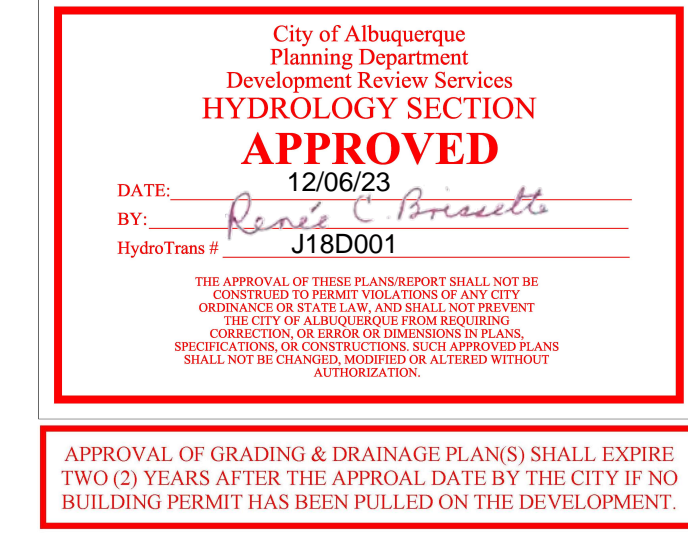 City of Albuquerque
Planning Department
Development Review Services
HYDROLOGY SECTION
APPROVED
DATE: 12/06/23
BY: Renée C. Brissette
HydroTrans # J18D001
THE APPROVAL OF THESE PLANS/REPORT SHALL NOT BE
CONSTRUED TO PERMIT VIOLATIONS OF ANY CITY
ORDINANCE OR STATE LAW, AND SHALL NOT PREVENT
THE CITY OF ALBUQUERQUE FROM REQUIRING
CORRECTION, OR ERROR OR DIMENSIONS IN PLANS,
SPECIFICATIONS, OR CONSTRUCTIONS. SUCH APPROVED PLANS
SHALL NOT BE CHANGED, MODIFIED OR ALTERED WITHOUT
AUTHORIZATION.
APPROVAL OF GRADING & DRAINAGE PLAN(S) SHALL EXPIRE
TWO (2) YEARS AFTER THE APPROAL DATE BY THE CITY IF NO
BUILDING PERMIT HAS BEEN PULLED ON THE DEVELOPMENT.